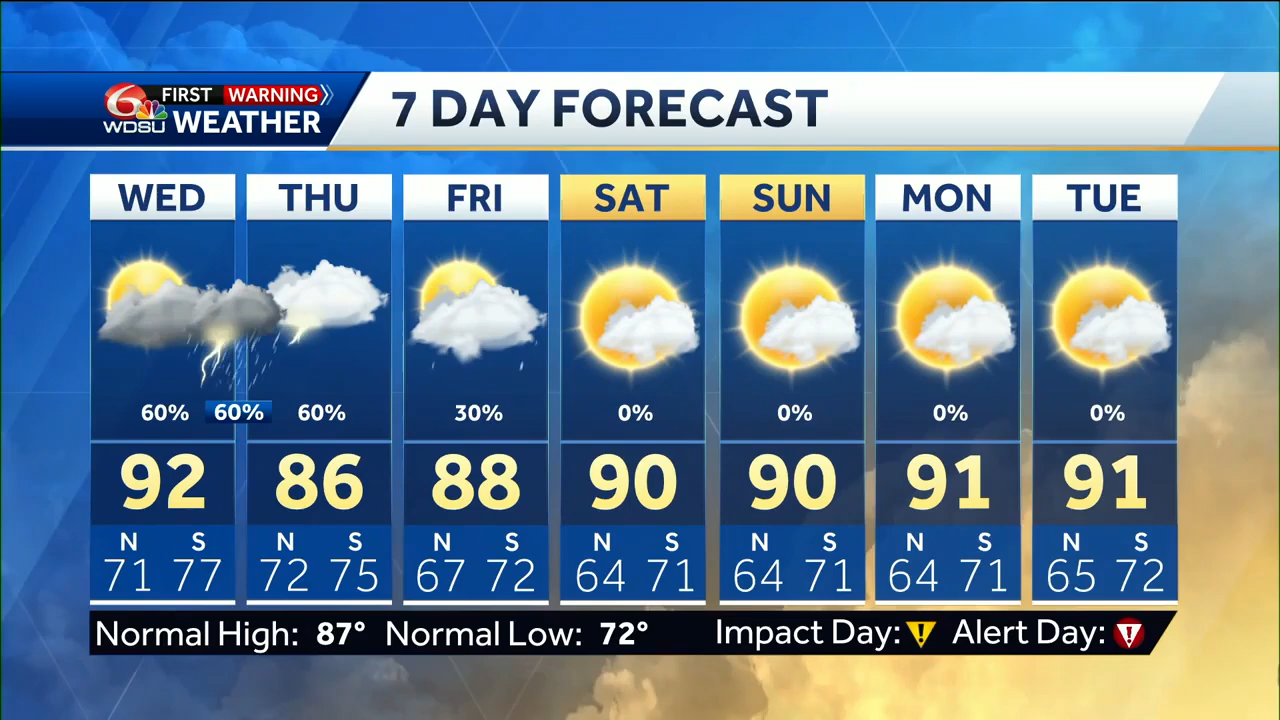 6 FIRST WARNING
WDSU WEATHER
7 DAY FORECAST
WED THU FRI SAT SUN MON TUE
60% 60% 60% 30% 0% 0% 0% 0%
92 86 88 90 90 91 91
N S N S N S N S N S N S N S
71 77 72 75 67 72 64 71 64 71 64 71 65 72
Normal High: 87° Normal Low: 72° Impact Day: ! Alert Day: !